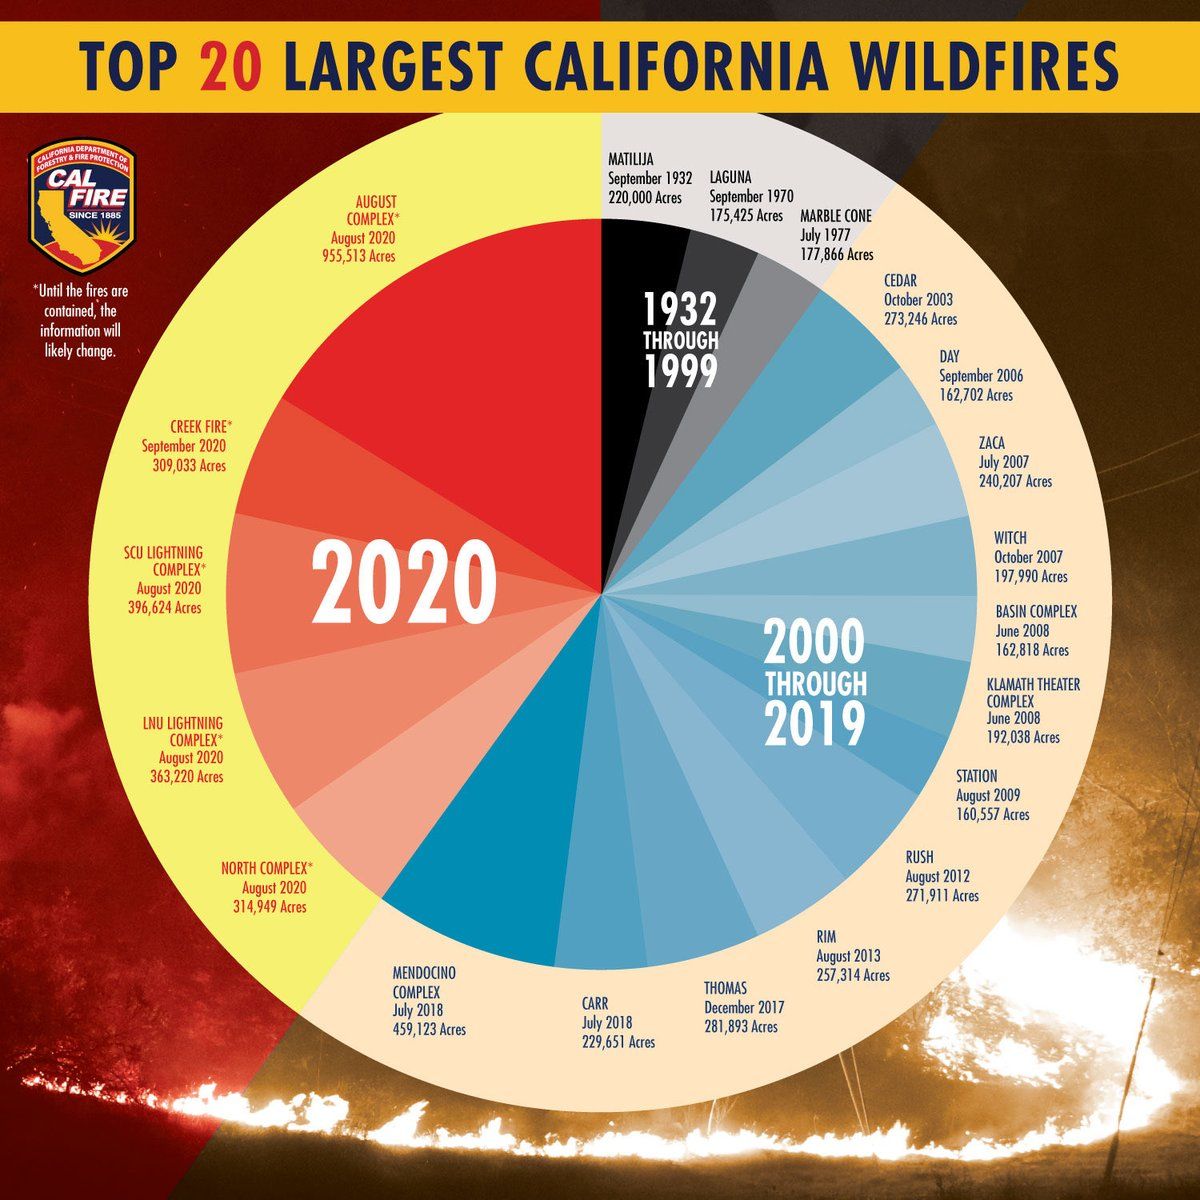 TOP 20 LARGEST CALIFORNIA WILDFIRES
CALIFORNIA DEPARTMENT OF
FORESTRY & FIRE PROTECTION
CAL
FIRE
SINCE 1885
*Until the fires are
contained, the
information will
likely change.
MATILIJA
September 1932
220,000 Acres
LAGUNA
September 1970
175,425 Acres
MARBLE CONE
July 1977
177,866 Acres
CEDAR
October 2003
273,246 Acres
DAY
September 2006
162,702 Acres
ZACA
July 2007
240,207 Acres
WITCH
October 2007
197,990 Acres
BASIN COMPLEX
June 2008
162,818 Acres
KLAMATH THEATER
COMPLEX
June 2008
192,038 Acres
STATION
August 2009
160,557 Acres
RUSH
August 2012
271,911 Acres
RIM
August 2013
257,314 Acres
THOMAS
December 2017
281,893 Acres
CARR
July 2018
229,651 Acres
MENDOCINO
COMPLEX
July 2018
459,123 Acres
NORTH COMPLEX*
August 2020
314,949 Acres
LNU LIGHTNING
COMPLEX*
August 2020
363,220 Acres
SCU LIGHTNING
COMPLEX*
August 2020
396,624 Acres
CREEK FIRE*
September 2020
309,033 Acres
AUGUST
COMPLEX*
August 2020
955,513 Acres
1932
THROUGH
1999
2000
THROUGH
2019
2020